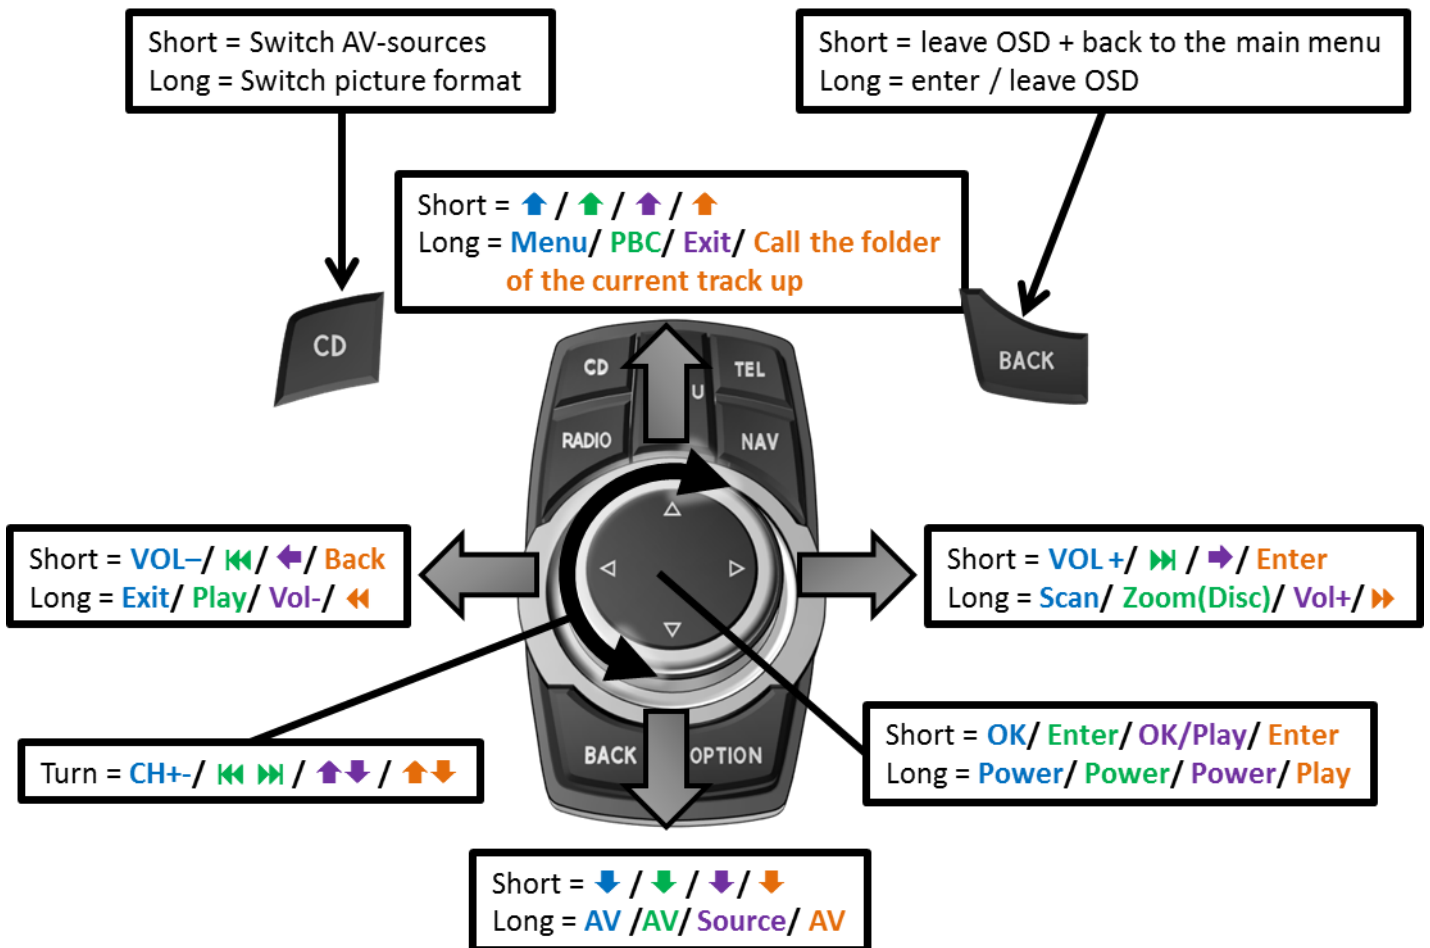 Short = Switch AV-sources
Long = Switch picture format
Short = leave OSD + back to the main menu
Long = enter / leave OSD
Short = ⬆ / ⬆ / ⬆ / ⬆
Long = Menu/ PBC/ Exit/ Call the folder
of the current track up
CD
BACK
CD
U
TEL
RADIO
NAV
Short = VOL–/ ⏮/ ⬅/ Back
Long = Exit/ Play/ Vol-/ ⏪
Short = VOL +/ ⏭ / ➡/ Enter
Long = Scan/ Zoom(Disc)/ Vol+/ ⏩
Turn = CH+-/ ⏮ ⏭ / ⬆⬇ / ⬆⬇
BACK
OPTION
Short = OK/ Enter/ OK/Play/ Enter
Long = Power/ Power/ Power/ Play
Short = ⬇ / ⬇ / ⬇/ ⬇
Long = AV /AV/ Source/ AV